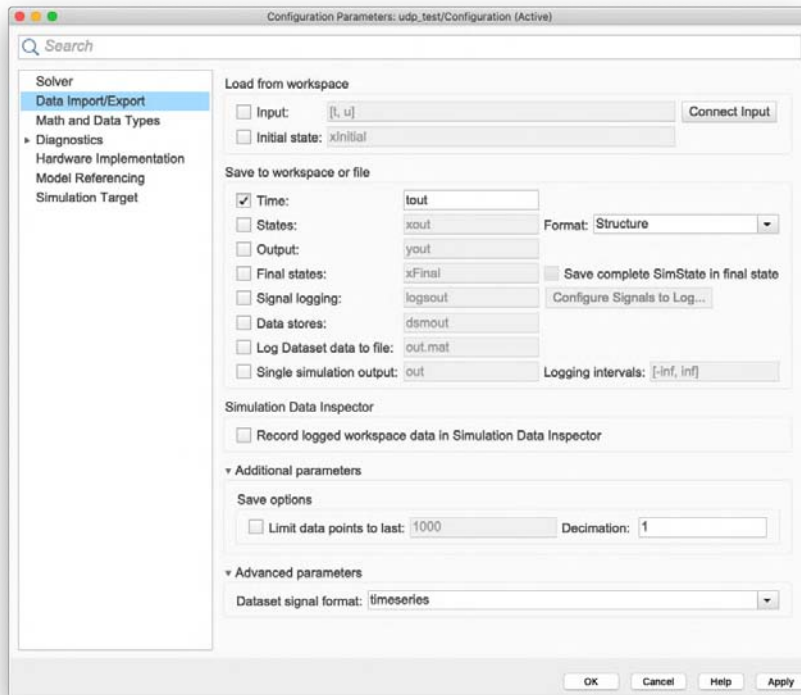 Configuration Parameters: udp_test/Configuration (Active)
Search
Solver
Data Import/Export
Math and Data Types
Diagnostics
Hardware Implementation
Model Referencing
Simulation Target
Load from workspace
Input: [t, u] Connect Input
Initial state: xInitial
Save to workspace or file
Time: tout
States: xout Format: Structure
Output: yout
Final states: xFinal Save complete SimState in final state
Signal logging: logsout Configure Signals to Log...
Data stores: dsmout
Log Dataset data to file: out.mat
Single simulation output: out Logging intervals: [-inf, inf]
Simulation Data Inspector
Record logged workspace data in Simulation Data Inspector
Additional parameters
Save options
Limit data points to last: 1000 Decimation: 1
Advanced parameters
Dataset signal format: timeseries
OK Cancel Help Apply